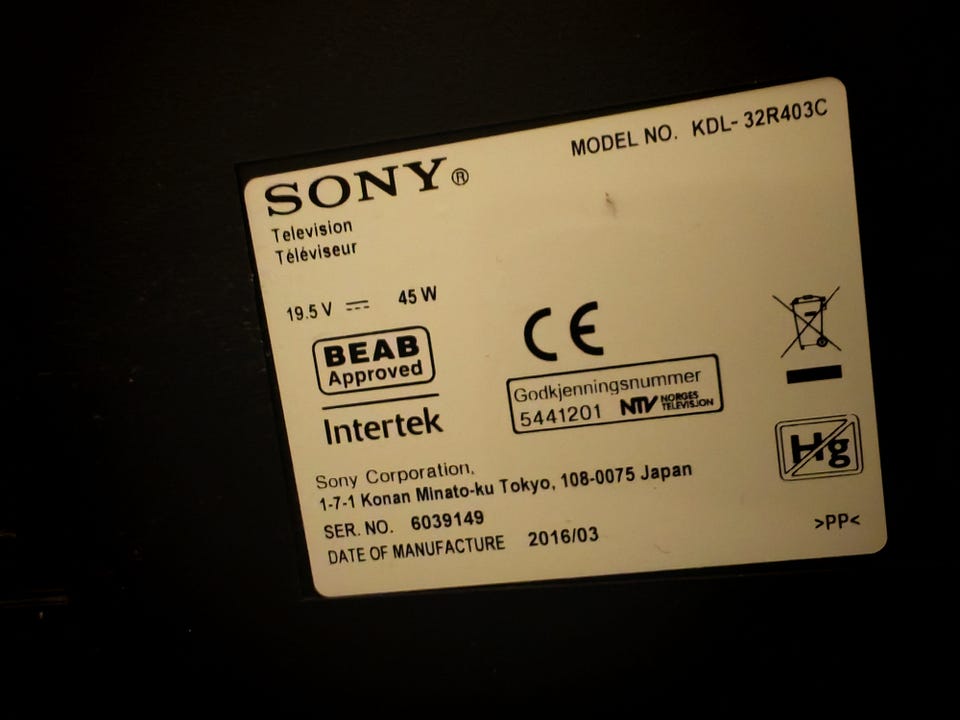 SONY®
MODEL NO. KDL- 32R403C
Television
Téléviseur
19.5 V ⎓ 45 W
BEAB
Approved
Intertek
CE
Godkjenningsnummer
5441201 NTV NORGES
TELEVISJON
Hg
Sony Corporation,
1-7-1 Konan Minato-ku Tokyo, 108-0075 Japan
SER. NO. 6039149
DATE OF MANUFACTURE 2016/03
>PP<